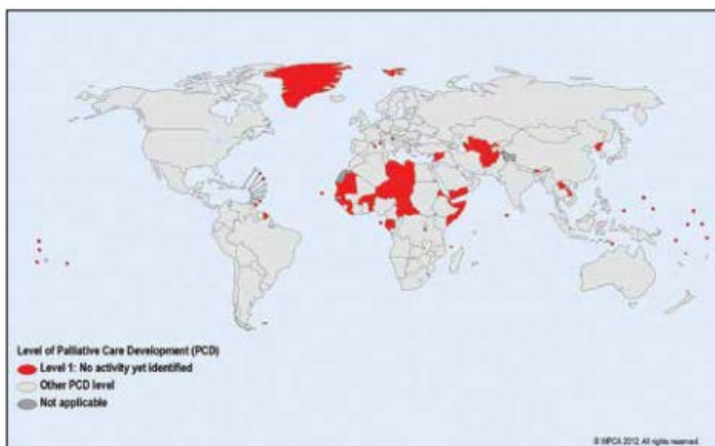 Level of Palliative Care Development (PCD)
Level 1: No activity yet identified
Other PCD level
Not applicable
© WPCA 2012. All rights reserved.